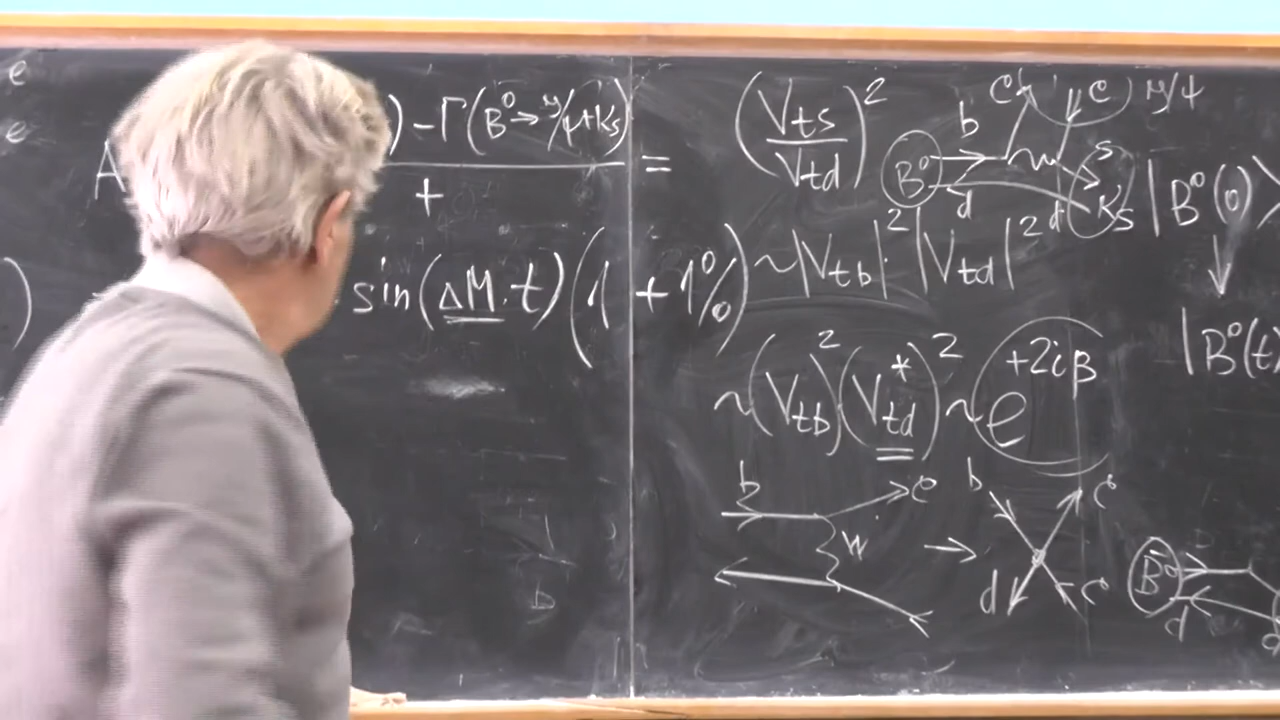 e
e
A ) - Γ(B⁰→ψ/ψ+Ks) / + =
) sin(ΔM·t)(1 + 1%)
(Vts/Vtd)²
B⁰ b c c ) ψ/ψ
d s d Ks
~|Vtb|²·|Vtd|²
~(Vtb)²(Vtd*)² ~ e^{+2iβ}
|B⁰(0)>
↓
|B⁰(t)
b c W → b c d c
b
B⁰ b d d